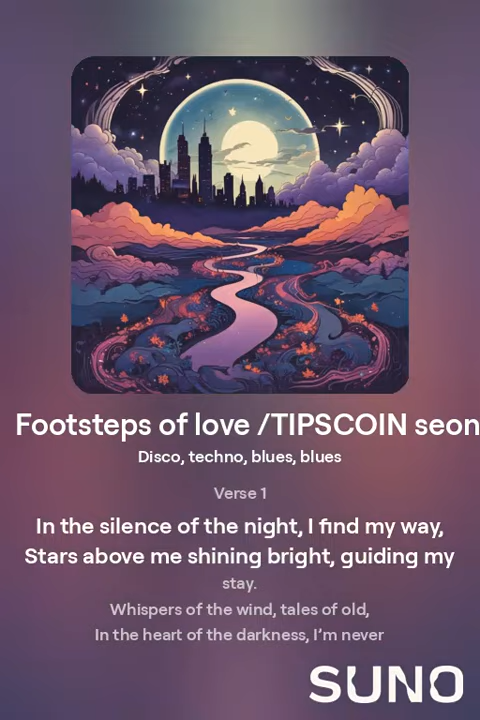 Footsteps of love /TIPSCOIN seon
Disco, techno, blues, blues
Verse 1
In the silence of the night, I find my way,
Stars above me shining bright, guiding my
stay.
Whispers of the wind, tales of old,
In the heart of the darkness, I’m never
SUNO